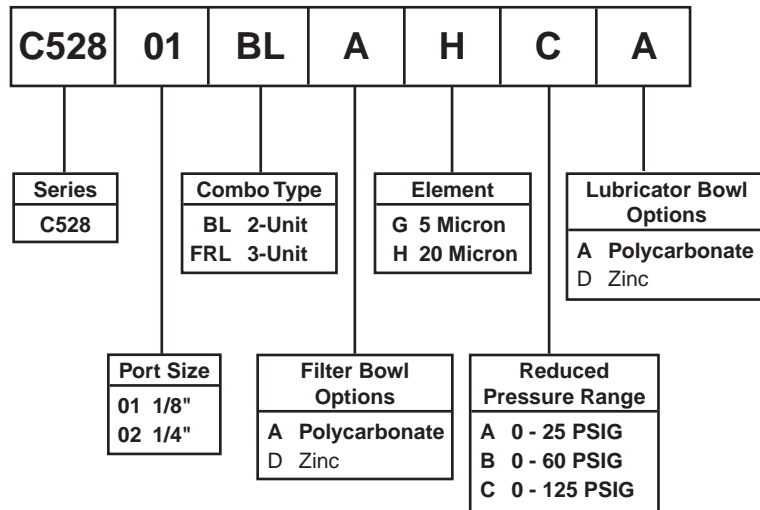 C528 01 BL A H C A
Series
C528
Combo Type
BL 2-Unit
FRL 3-Unit
Element
G 5 Micron
H 20 Micron
Lubricator Bowl
Options
A Polycarbonate
D Zinc
Port Size
01 1/8"
02 1/4"
Filter Bowl
Options
A Polycarbonate
D Zinc
Reduced
Pressure Range
A 0 - 25 PSIG
B 0 - 60 PSIG
C 0 - 125 PSIG